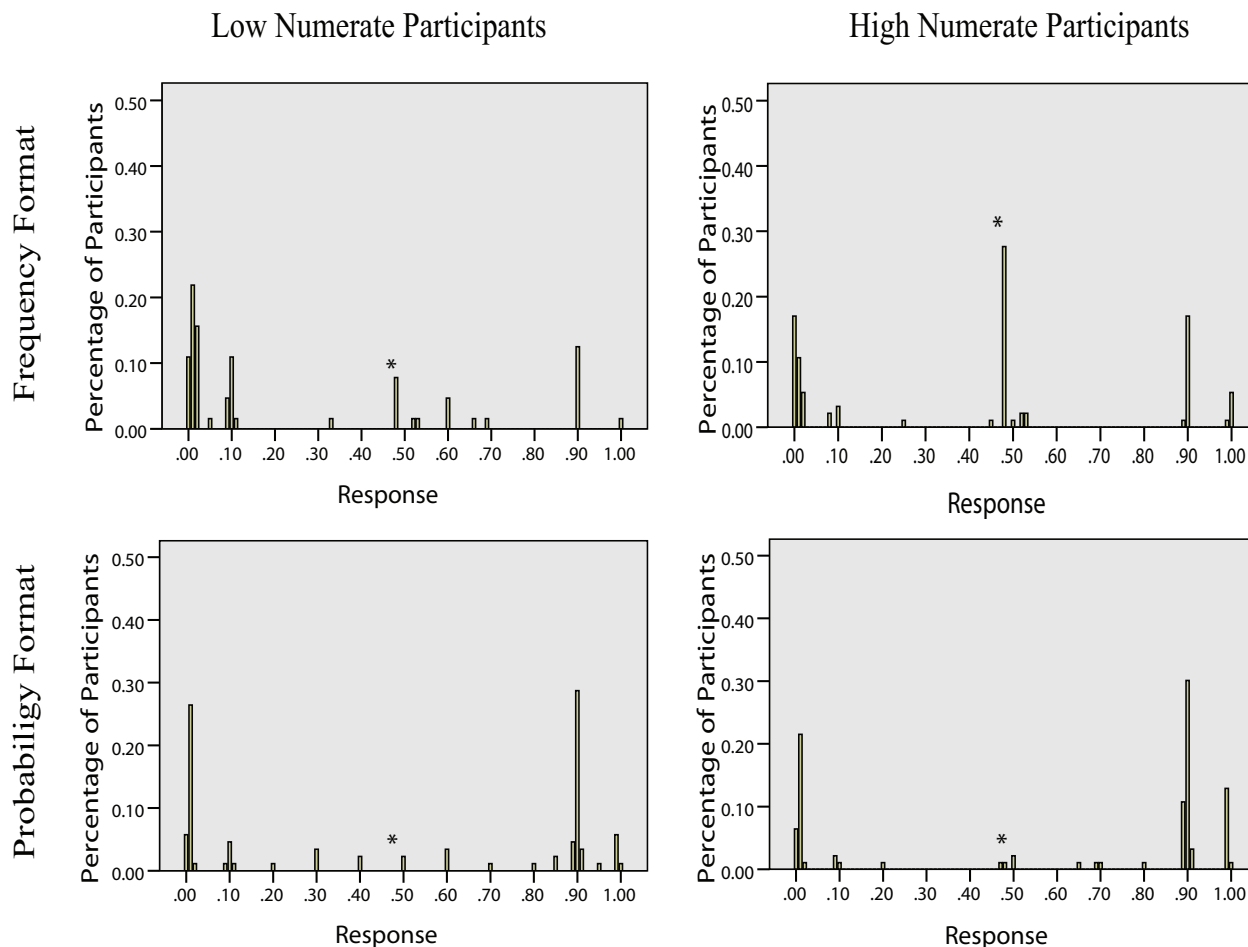 Low Numerate Participants
High Numerate Participants
Frequency Format
Percentage of Participants
0.50
0.40
0.30
0.20
0.10
0.00
*
.00 .10 .20 .30 .40 .50 .60 .70 .80 .90 1.00
Response
Percentage of Participants
0.50
0.40
0.30
0.20
0.10
0.00
*
.00 .10 .20 .30 .40 .50 .60 .70 .80 .90 1.00
Response
Probabiligy Format
Percentage of Participants
0.50
0.40
0.30
0.20
0.10
0.00
*
.00 .10 .20 .30 .40 .50 .60 .70 .80 .90 1.00
Response
Percentage of Participants
0.50
0.40
0.30
0.20
0.10
0.00
*
.00 .10 .20 .30 .40 .50 .60 .70 .80 .90 1.00
Response